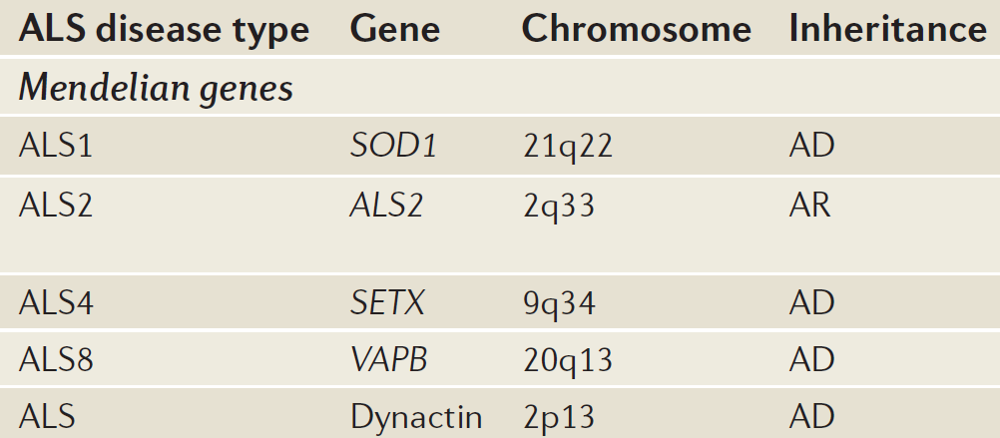 ALS disease type Gene Chromosome Inheritance
Mendelian genes
ALS1 SOD1 21q22 AD
ALS2 ALS2 2q33 AR
ALS4 SETX 9q34 AD
ALS8 VAPB 20q13 AD
ALS Dynactin 2p13 AD